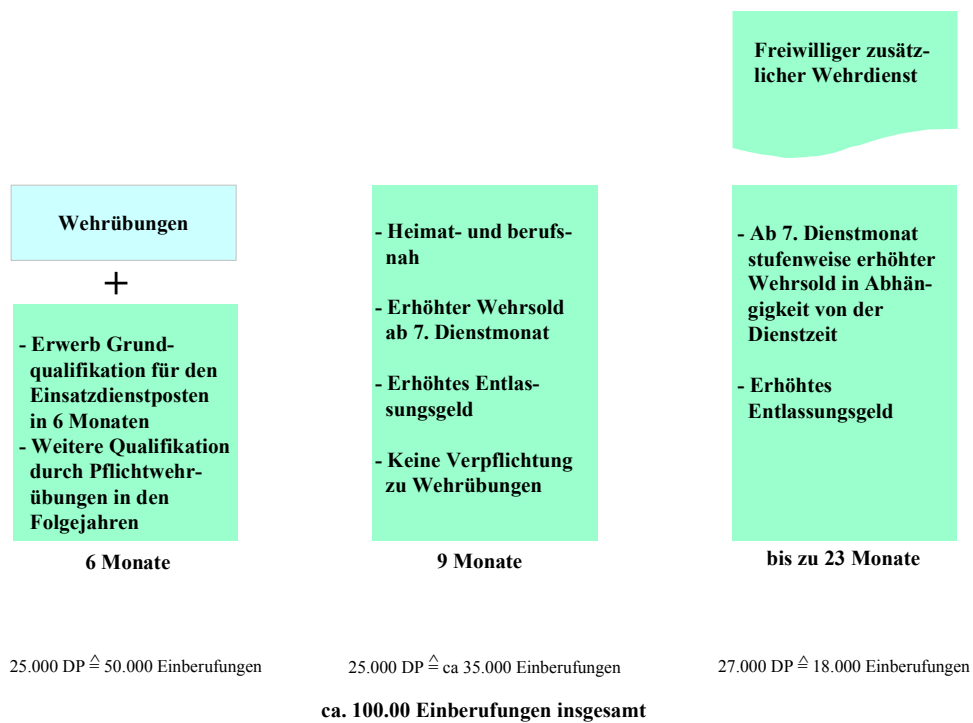 Freiwilliger zusätz-
licher Wehrdienst
Wehrübungen
+
- Erwerb Grund-
qualifikation für den
Einsatzdienstposten
in 6 Monaten
- Weitere Qualifikation
durch Pflichtwehr-
übungen in den
Folgejahren
6 Monate
- Heimat- und berufs-
nah
- Erhöhter Wehrsold
ab 7. Dienstmonat
- Erhöhtes Entlas-
sungsgeld
- Keine Verpflichtung
zu Wehrübungen
9 Monate
- Ab 7. Dienstmonat
stufenweise erhöhter
Wehrsold in Abhän-
gigkeit von der
Dienstzeit
- Erhöhtes
Entlassungsgeld
bis zu 23 Monate
25.000 DP ≙ 50.000 Einberufungen
25.000 DP ≙ ca 35.000 Einberufungen
27.000 DP ≙ 18.000 Einberufungen
ca. 100.00 Einberufungen insgesamt